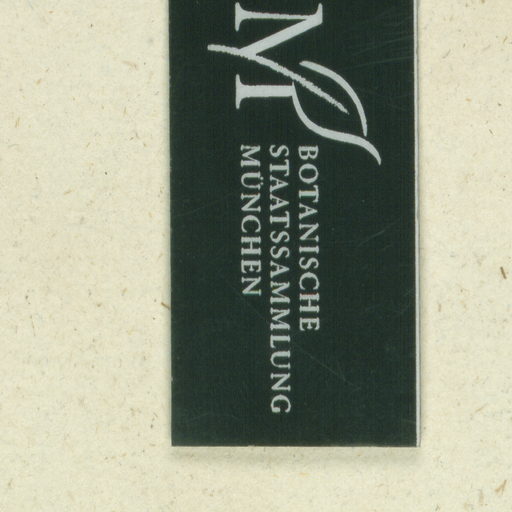 M
BOTANISCHE
STAATSSAMMLUNG
MÜNCHEN